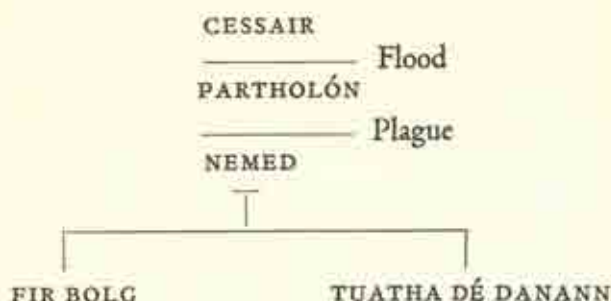 CESSAIR
Flood
PARTHOLÓN
Plague
NEMED
FIR BOLG TUATHA DÉ DANANN